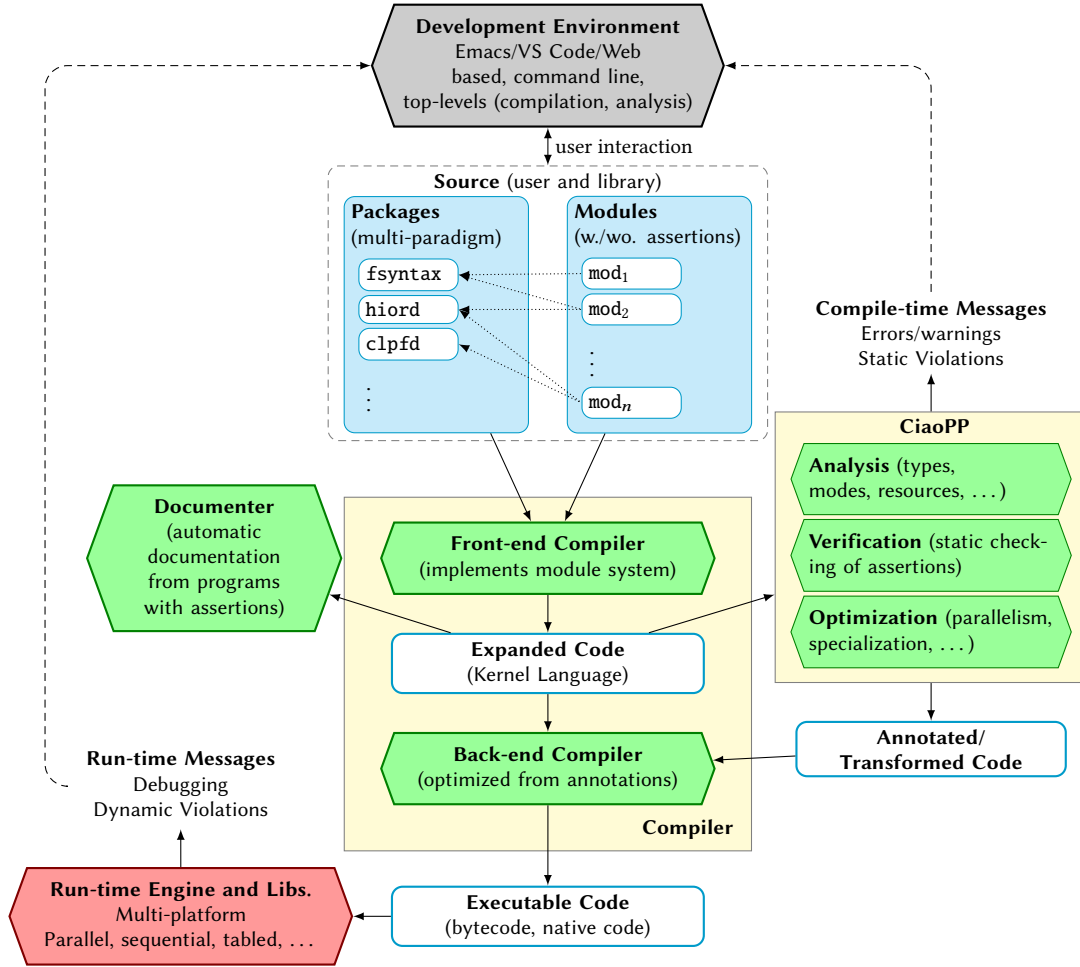 Development Environment
Emacs/VS Code/Web
based, command line,
top-levels (compilation, analysis)
user interaction
Source (user and library)
Packages
(multi-paradigm)
fsyntax
hiord
clpfd
⋮
Modules
(w./wo. assertions)
mod₁
mod₂
⋮
modₙ
Compile-time Messages
Errors/warnings
Static Violations
CiaoPP
Analysis (types,
modes, resources, ...)
Verification (static check-
ing of assertions)
Optimization (parallelism,
specialization, ...)
Documenter
(automatic
documentation
from programs
with assertions)
Front-end Compiler
(implements module system)
Expanded Code
(Kernel Language)
Back-end Compiler
(optimized from annotations)
Compiler
Annotated/
Transformed Code
Run-time Messages
Debugging
Dynamic Violations
Run-time Engine and Libs.
Multi-platform
Parallel, sequential, tabled, ...
Executable Code
(bytecode, native code)